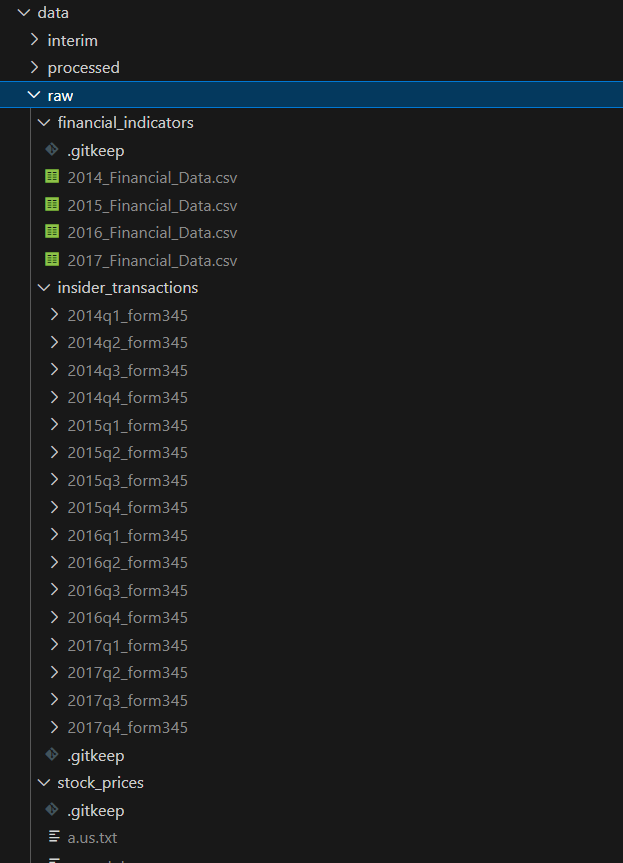 data
interim
processed
raw
financial_indicators
.gitkeep
2014_Financial_Data.csv
2015_Financial_Data.csv
2016_Financial_Data.csv
2017_Financial_Data.csv
insider_transactions
2014q1_form345
2014q2_form345
2014q3_form345
2014q4_form345
2015q1_form345
2015q2_form345
2015q3_form345
2015q4_form345
2016q1_form345
2016q2_form345
2016q3_form345
2016q4_form345
2017q1_form345
2017q2_form345
2017q3_form345
2017q4_form345
.gitkeep
stock_prices
.gitkeep
a.us.txt